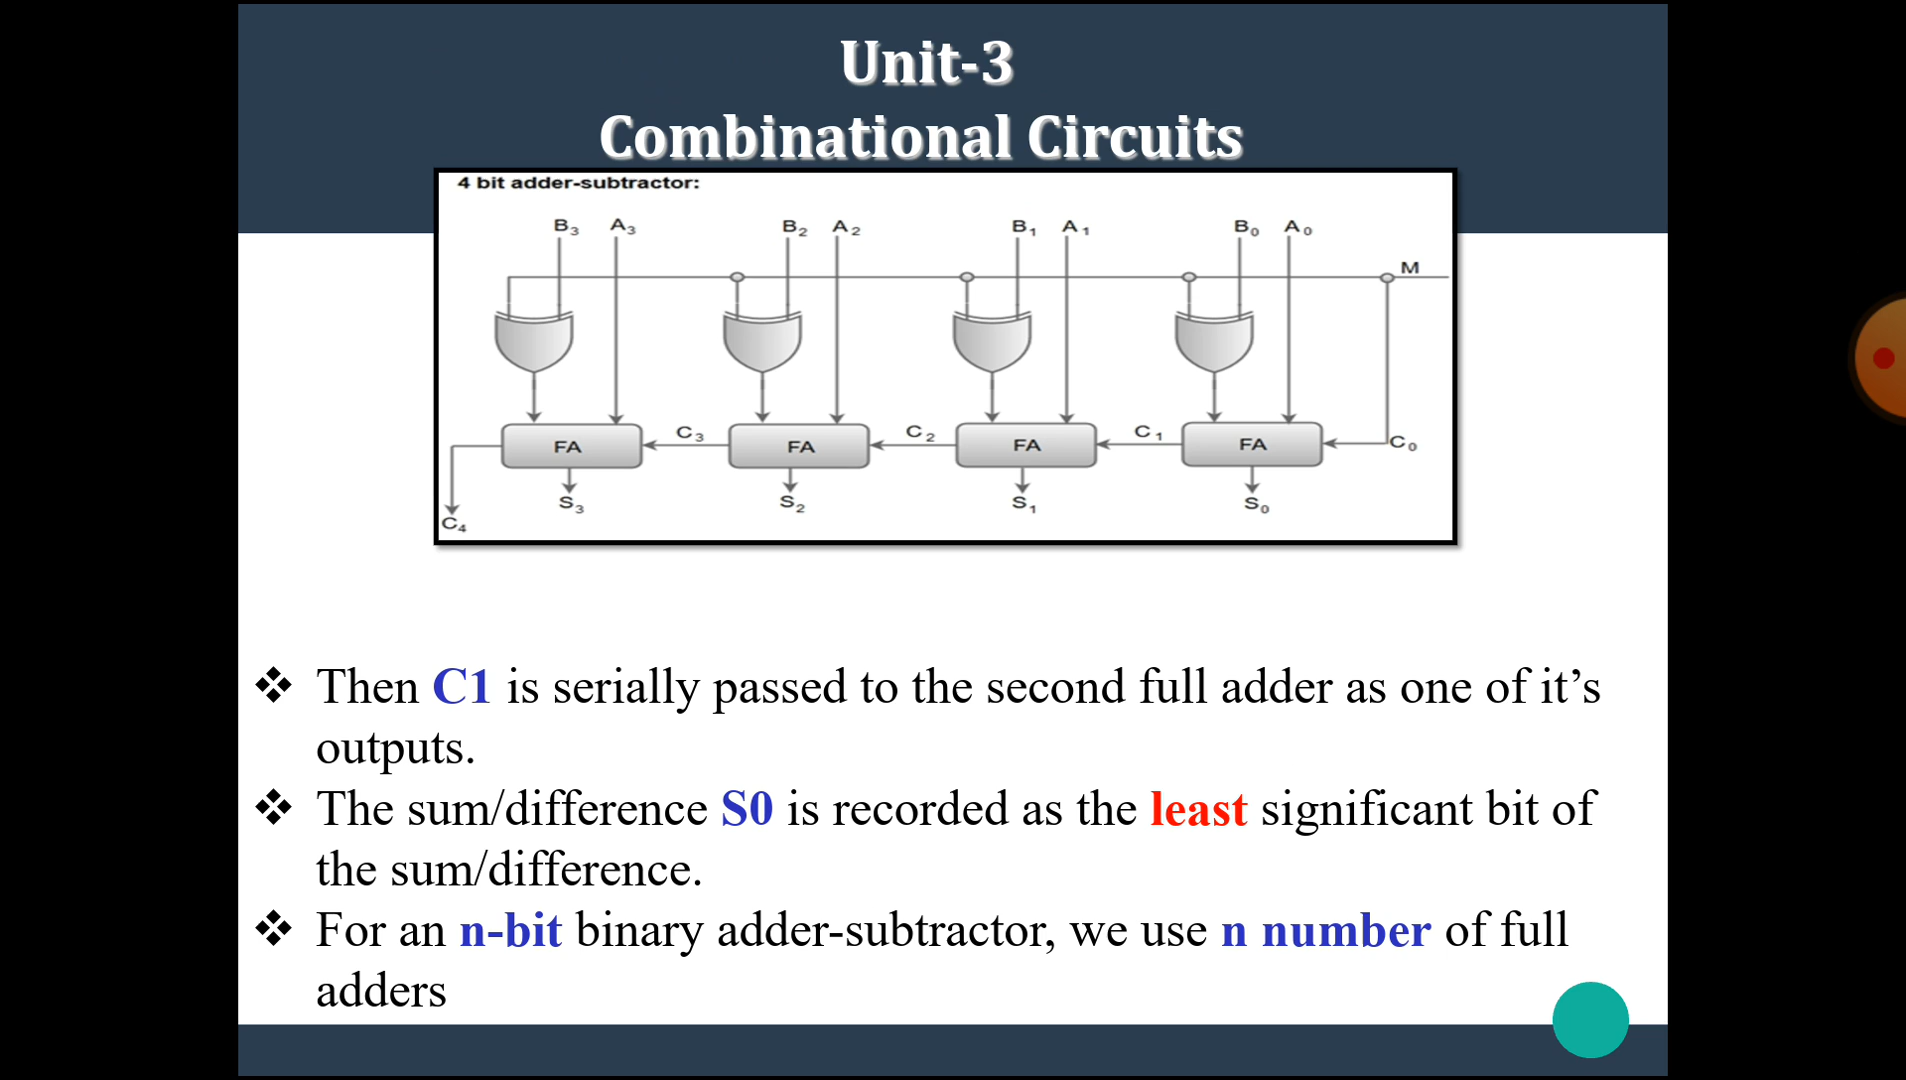 Unit-3
Combinational Circuits
4 bit adder-subtractor:
B3 A3 B2 A2 B1 A1 B0 A0
M
FA C3 FA C2 FA C1 FA C0
S3 S2 S1 S0
C4
❖ Then C1 is serially passed to the second full adder as one of it’s
outputs.
❖ The sum/difference S0 is recorded as the least significant bit of
the sum/difference.
❖ For an n-bit binary adder-subtractor, we use n number of full
adders